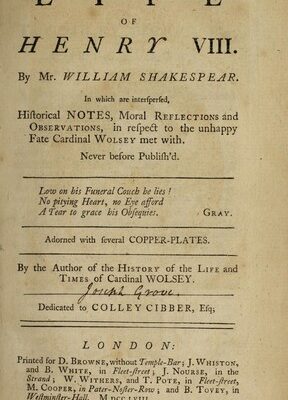 LIFE
OF
HENRY VIII.
By Mr. WILLIAM SHAKESPEAR.
In which are interspersed,
Historical NOTES, Moral REFLECTIONS and
OBSERVATIONS, in respect to the unhappy
Fate Cardinal WOLSEY met with.
Never before Publish'd.
Low on his Funeral Couch he lies!
No pitying Heart, no Eye afford
A Tear to grace his Obsequies. GRAY.
Adorned with several COPPER-PLATES.
By the Author of the HISTORY of the LIFE and
TIMES of Cardinal WOLSEY.
Joseph Grove
Dedicated to COLLEY CIBBER, Esq;
LONDON:
Printed for D. BROWNE, without Temple-Bar; J. WHISTON,
and B. WHITE, in Fleet-street; J. NOURSE, in the
Strand; W. WITHERS, and T. POTE, in Fleet-street,
M. COOPER, in Pater-Noster-Row; and B. TOVEY, in
Westminster-Hall. MDCCLVIII.